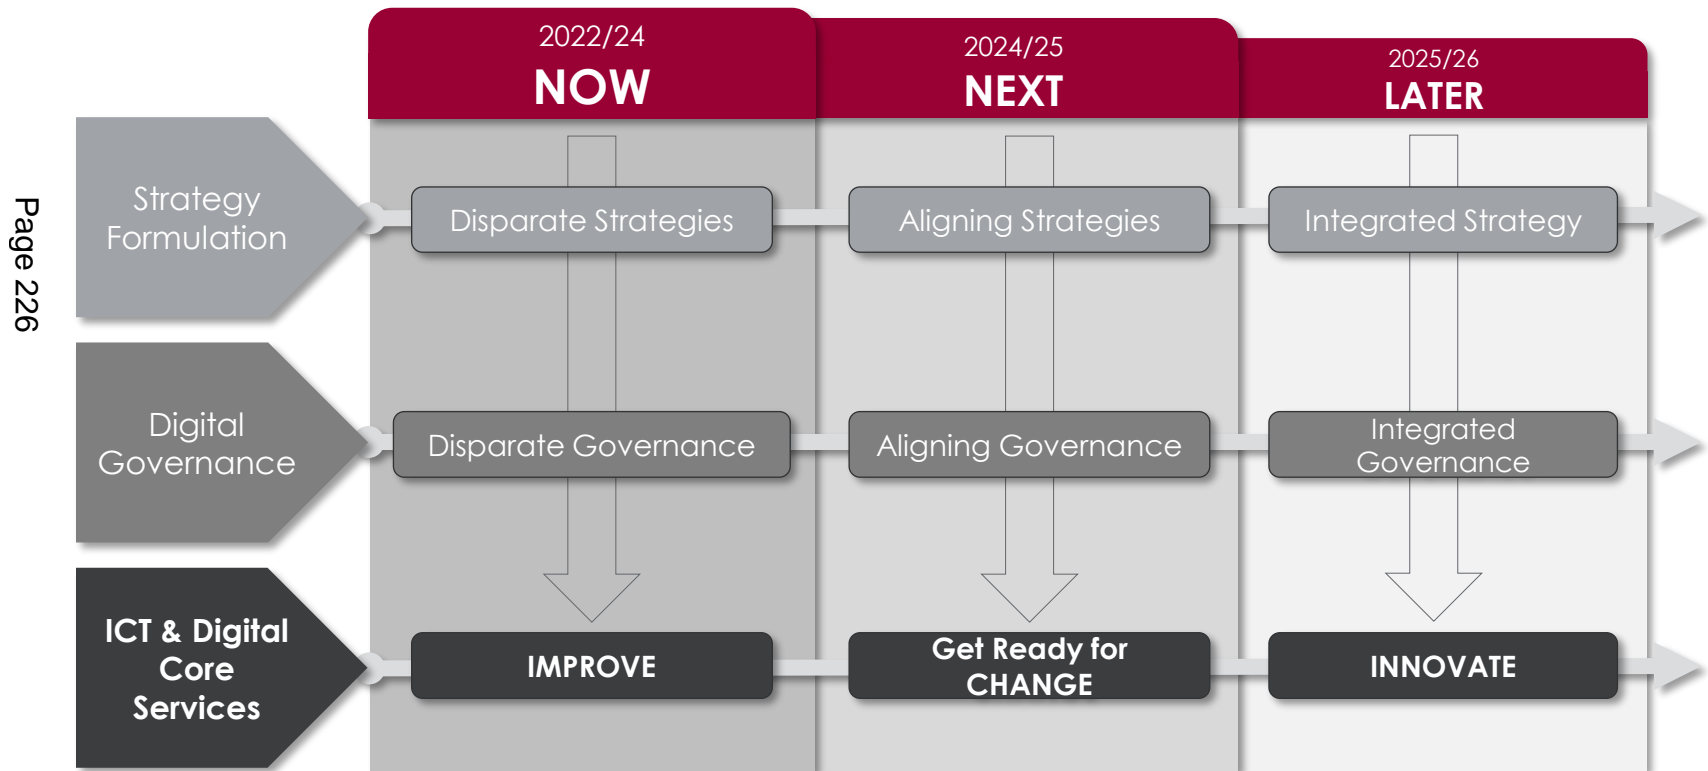 2022/24
NOW
2024/25
NEXT
2025/26
LATER
Strategy
Formulation
Disparate Strategies
Aligning Strategies
Integrated Strategy
Digital
Governance
Disparate Governance
Aligning Governance
Integrated
Governance
ICT & Digital
Core
Services
IMPROVE
Get Ready for
CHANGE
INNOVATE
Page 226